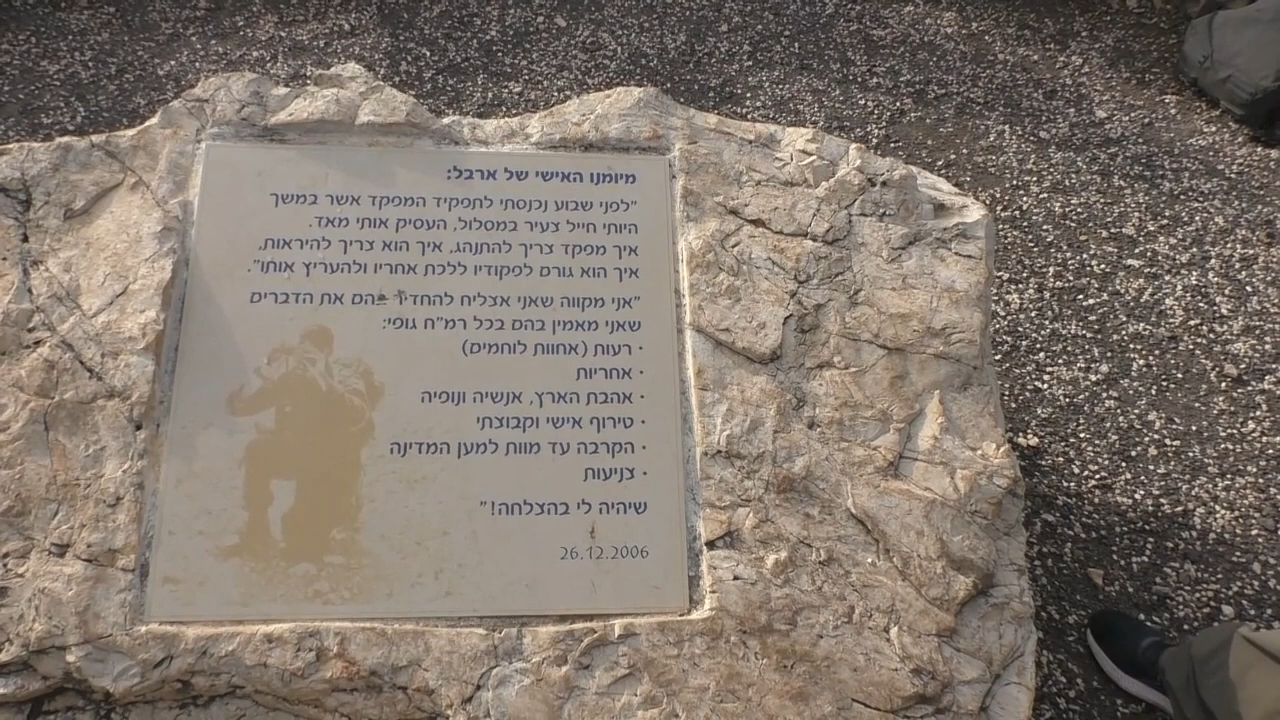 מיומנו האישי של ארבל:
"לפני שבוע נכנסתי לתפקיד המפקד אשר במשך
היותי חייל צעיר במסלול, העסיק אותי מאד.
איך מפקד צריך להתנהג, איך הוא צריך להיראות,
איך הוא גורם לפקודיו ללכת אחריו ולהעריץ אותו".
"אני מקווה שאני אצליח להחדיר בהם את הדברים
שאני מאמין בהם בכל רמ"ח גופי:
· רעות (אחוות לוחמים)
· אחריות
· אהבת הארץ, אנשיה ונופיה
· טירוף אישי וקבוצתי
· הקרבה עד מוות למען המדינה
· צניעות
שיהיה לי בהצלחה!"
26.12.2006